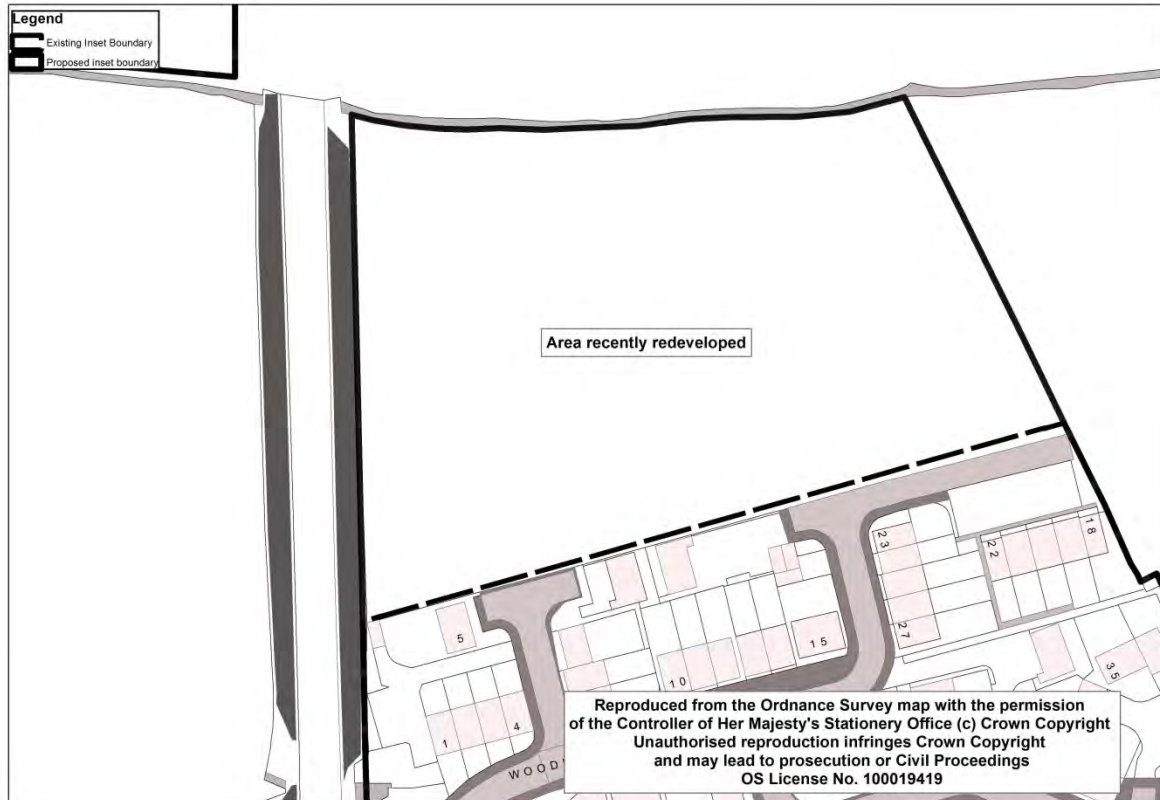 Legend
Existing Inset Boundary
Proposed inset boundary
Area recently redeveloped
5
1
4
10
15
23
27
22
18
35
Reproduced from the Ordnance Survey map with the permission
of the Controller of Her Majesty's Stationery Office (c) Crown Copyright
Unauthorised reproduction infringes Crown Copyright
and may lead to prosecution or Civil Proceedings
OS License No. 100019419